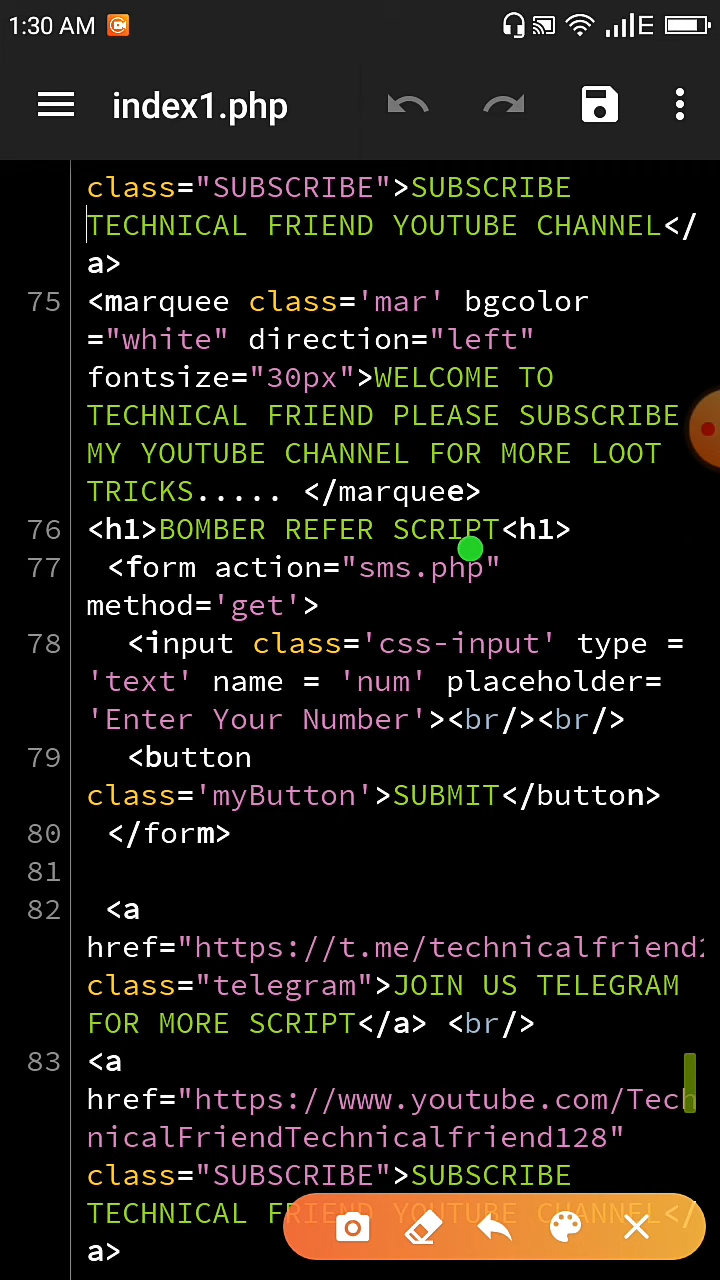 1:30 AM
E
index1.php
class="SUBSCRIBE">SUBSCRIBE
TECHNICAL FRIEND YOUTUBE CHANNEL</
a>
75 <marquee class='mar' bgcolor
="white" direction="left"
fontsize="30px">WELCOME TO
TECHNICAL FRIEND PLEASE SUBSCRIBE
MY YOUTUBE CHANNEL FOR MORE LOOT
TRICKS..... </marquee>
76 <h1>BOMBER REFER SCRIPT<h1>
77 <form action="sms.php"
method='get'>
78 <input class='css-input' type =
'text' name = 'num' placeholder=
'Enter Your Number'><br/><br/>
79 <button
class='myButton'>SUBMIT</button>
80 </form>
81
82 <a
href="https://t.me/technicalfriend
class="telegram">JOIN US TELEGRAM
FOR MORE SCRIPT</a> <br/>
83 <a
href="https://www.youtube.com/Tech
nicalFriendTechnicalfriend128"
class="SUBSCRIBE">SUBSCRIBE
TECHNICAL FRIEND YOUTUBE CHANNEL</
a>